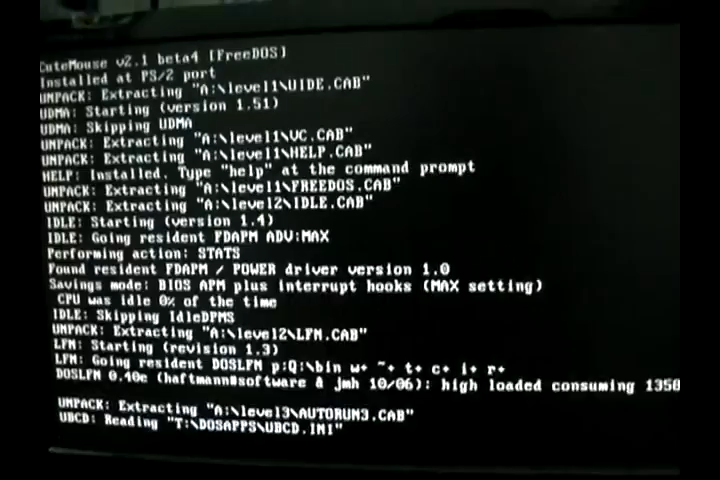 CuteMouse v2.1 beta4 [FreeDOS]
Installed at PS/2 port
UNPACK: Extracting "A:\level1\UIDE.CAB"
UDMA: Starting (version 1.51)
UDMA: Skipping UDMA
UNPACK: Extracting "A:\level1\VC.CAB"
UNPACK: Extracting "A:\level1\HELP.CAB"
HELP: Installed. Type "help" at the command prompt
UNPACK: Extracting "A:\level1\FREEDOS.CAB"
UNPACK: Extracting "A:\level2\IDLE.CAB"
IDLE: Starting (version 1.4)
IDLE: Going resident FDAPM ADV:MAX
Performing action: STATS
Found resident FDAPM / POWER driver version 1.0
Savings mode: BIOS APM plus interrupt hooks (MAX setting)
CPU was idle 0% of the time
IDLE: Skipping IdleDPMS
UNPACK: Extracting "A:\level2\LFN.CAB"
LFN: Starting (revision 1.3)
LFN: Going resident DOSLFN p:Q:\bin w+ ~+ t+ c+ i+ r+
DOSLFN 0.40e (haftmann#software & jmh 10/06): high loaded consuming 1358
UNPACK: Extracting "A:\level3\AUTORUN3.CAB"
UBCD: Reading "T:\DOSAPPS\UBCD.INI"